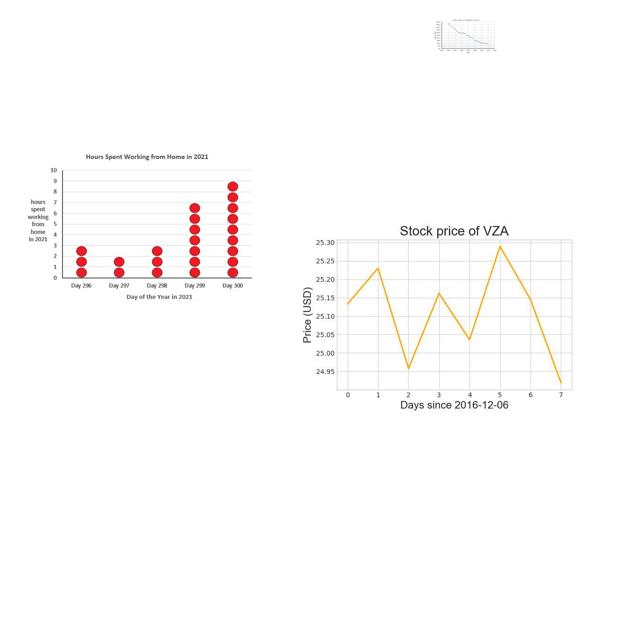 Hours Spent Working from Home in 2021
10
9
8
7
6
5
4
3
2
1
0
hours
spent
working
from
home
in 2021
Day 296 Day 297 Day 298 Day 299 Day 300
Day of the Year in 2021
Stock price of VZA
25.30
25.25
25.20
25.15
25.10
25.05
25.00
24.95
Price (USD)
0 1 2 3 4 5 6 7
Days since 2016-12-06